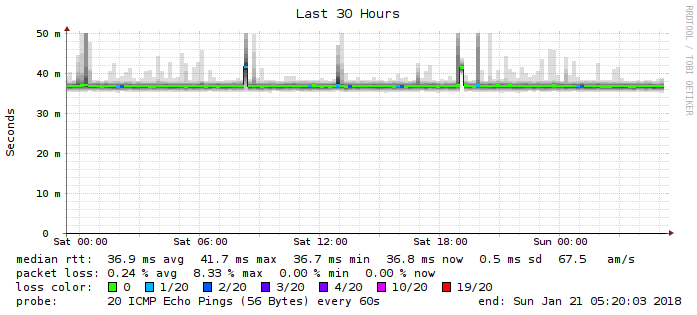 Last 30 Hours
RRDTOOL / TOBI OETIKER
Seconds
50 m
40 m
30 m
20 m
10 m
0
Sat 00:00 Sat 06:00 Sat 12:00 Sat 18:00 Sun 00:00
median rtt: 36.9 ms avg 41.7 ms max 36.7 ms min 36.8 ms now 0.5 ms sd 67.5 am/s
packet loss: 0.24 % avg 8.33 % max 0.00 % min 0.00 % now
loss color: 0 1/20 2/20 3/20 4/20 10/20 19/20
probe: 20 ICMP Echo Pings (56 Bytes) every 60s end: Sun Jan 21 05:20:03 2018